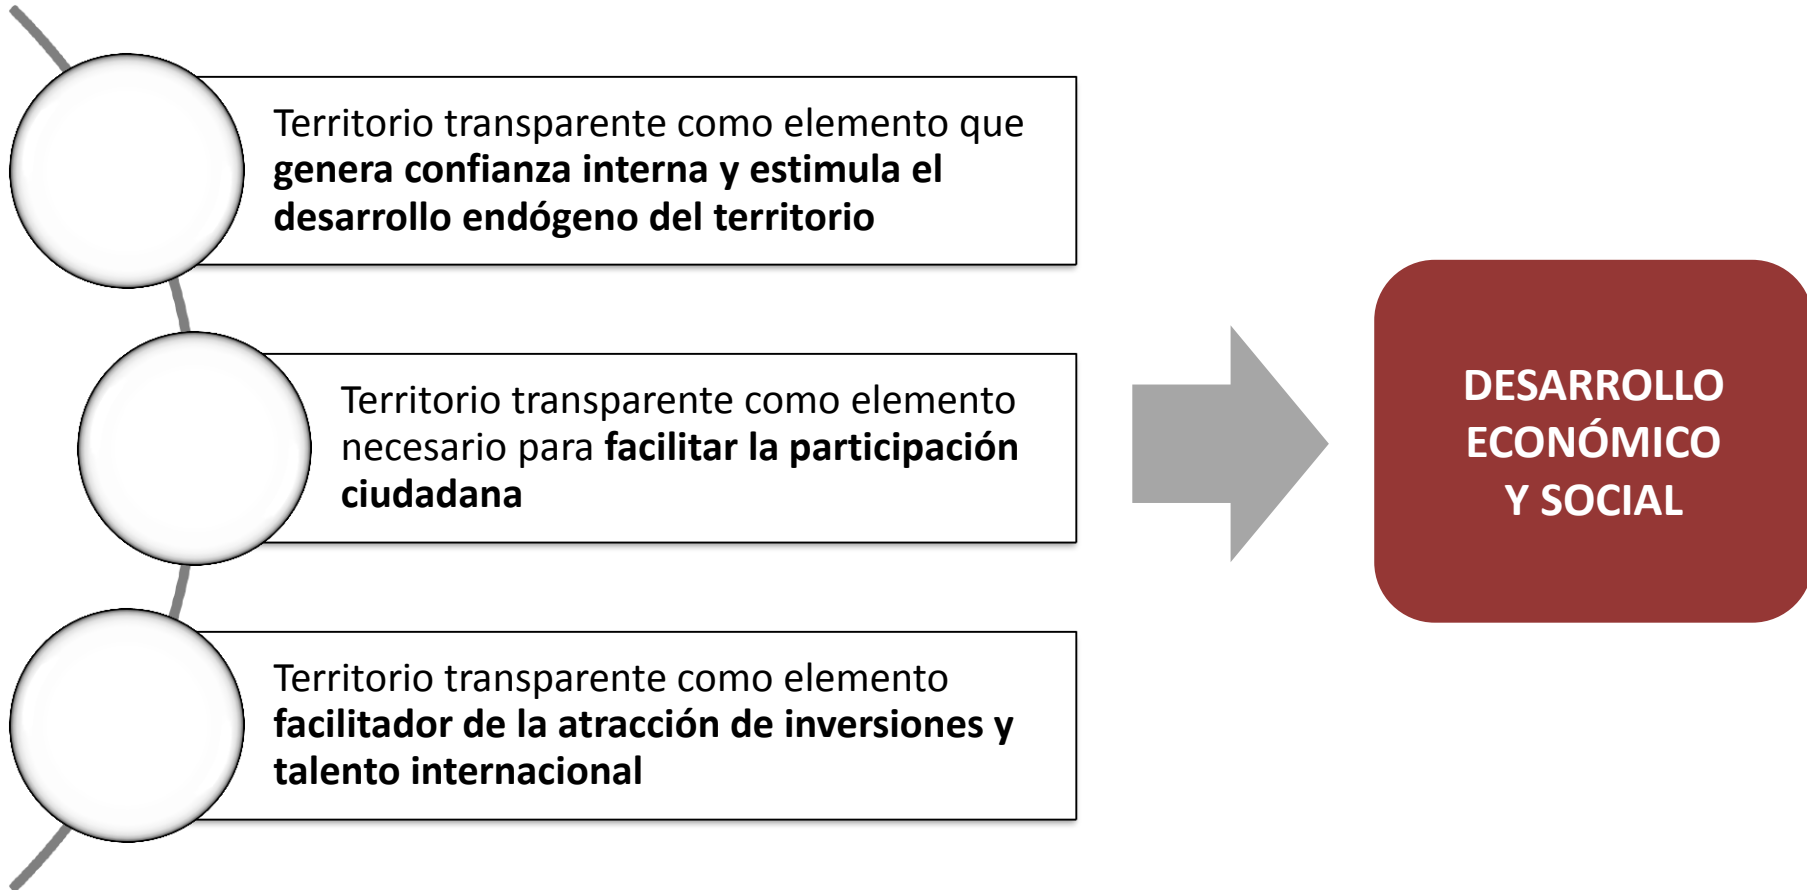 Territorio transparente como elemento que
genera confianza interna y estimula el
desarrollo endógeno del territorio
Territorio transparente como elemento
necesario para facilitar la participación
ciudadana
Territorio transparente como elemento
facilitador de la atracción de inversiones y
talento internacional
DESARROLLO
ECONÓMICO
Y SOCIAL